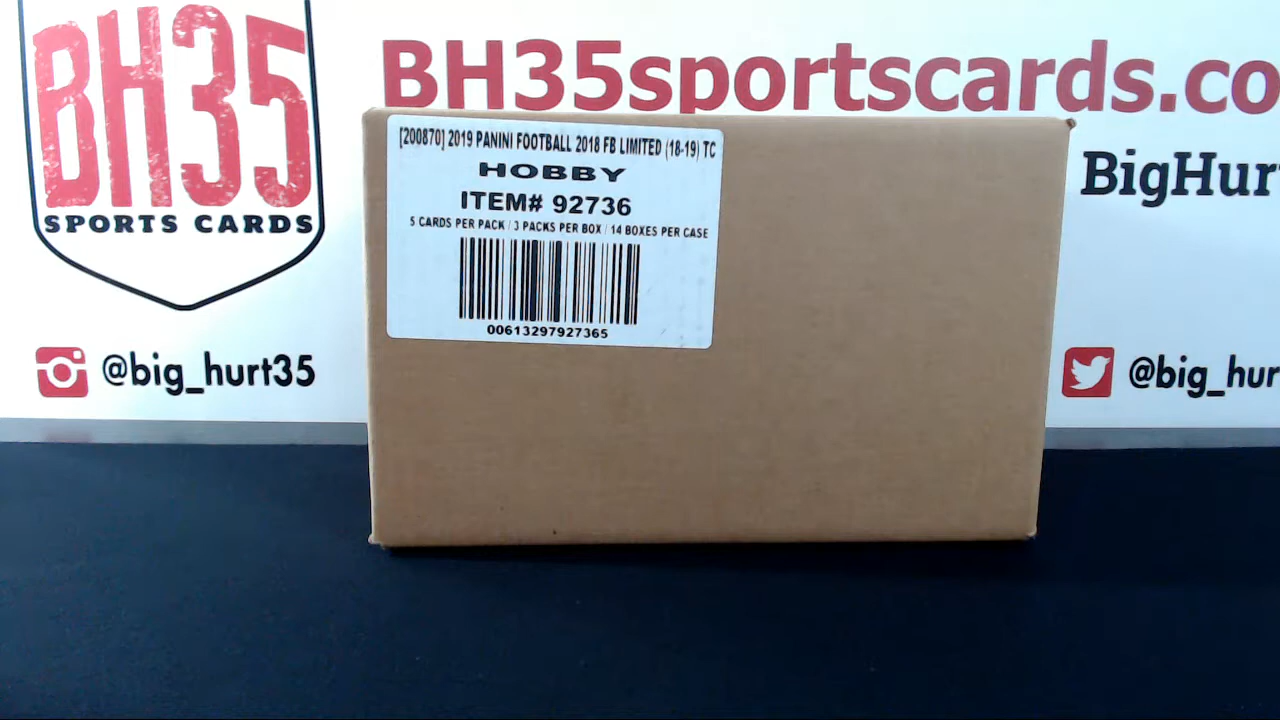 BH35
SPORTS CARDS
BH35sportscards.co
BigHur
[200870] 2019 PANINI FOOTBALL 2018 FB LIMITED (18-19) TC
HOBBY
ITEM# 92736
5 CARDS PER PACK / 3 PACKS PER BOX / 14 BOXES PER CASE
00613297927365
@big_hurt35
@big_hur